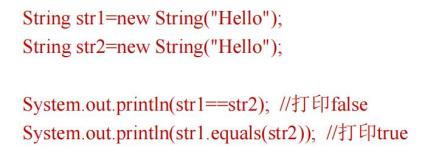 String str1=new String("Hello");
String str2=new String("Hello");
System.out.println(str1==str2); //打印false
System.out.println(str1.equals(str2)); //打印true